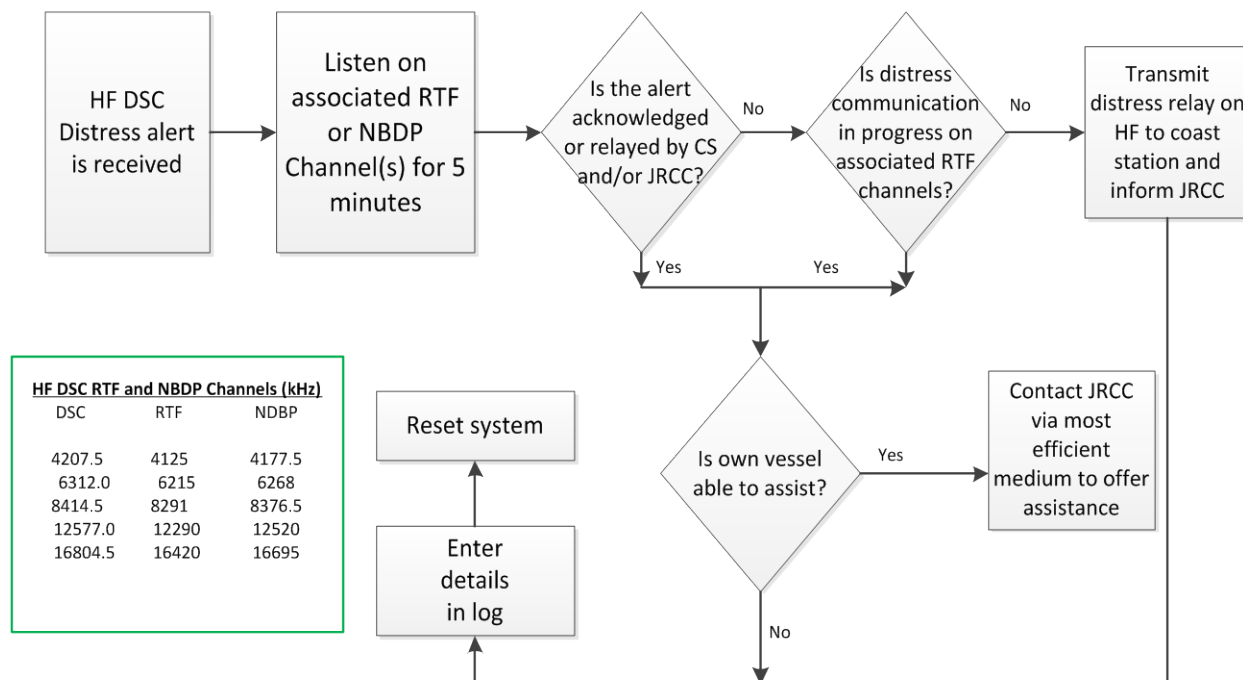 HF DSC
Distress alert
is received
Listen on
associated RTF
or NBDP
Channel(s) for 5
minutes
Is the alert
acknowledged
or relayed by CS
and/or JRCC?
No
Is distress
communication
in progress on
associated RTF
channels?
No
Transmit
distress relay on
HF to coast
station and
inform JRCC
Yes
Yes
HF DSC RTF and NBDP Channels (kHz)
DSC RTF NDBP
4207.5 4125 4177.5
6312.0 6215 6268
8414.5 8291 8376.5
12577.0 12290 12520
16804.5 16420 16695
Reset system
Enter
details
in log
Is own vessel
able to assist?
Yes
Contact JRCC
via most
efficient
medium to offer
assistance
No